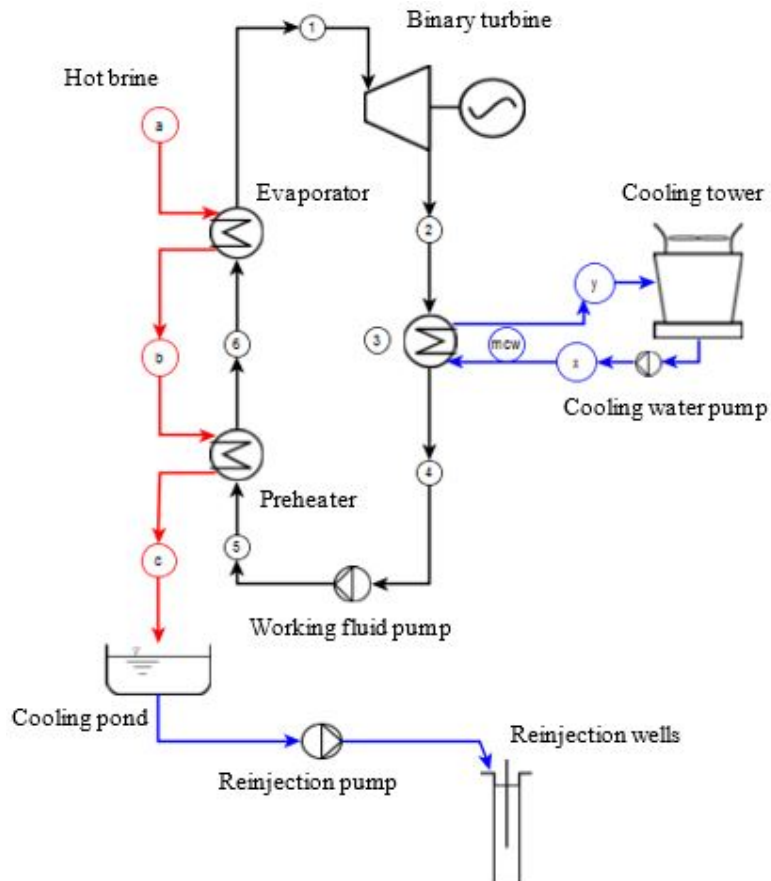 1
Binary turbine
Hot brine
a
Evaporator
Cooling tower
2
y
3
mcw
x
6
b
Cooling water pump
4
Preheater
5
c
Working fluid pump
Cooling pond
Reinjection wells
Reinjection pump